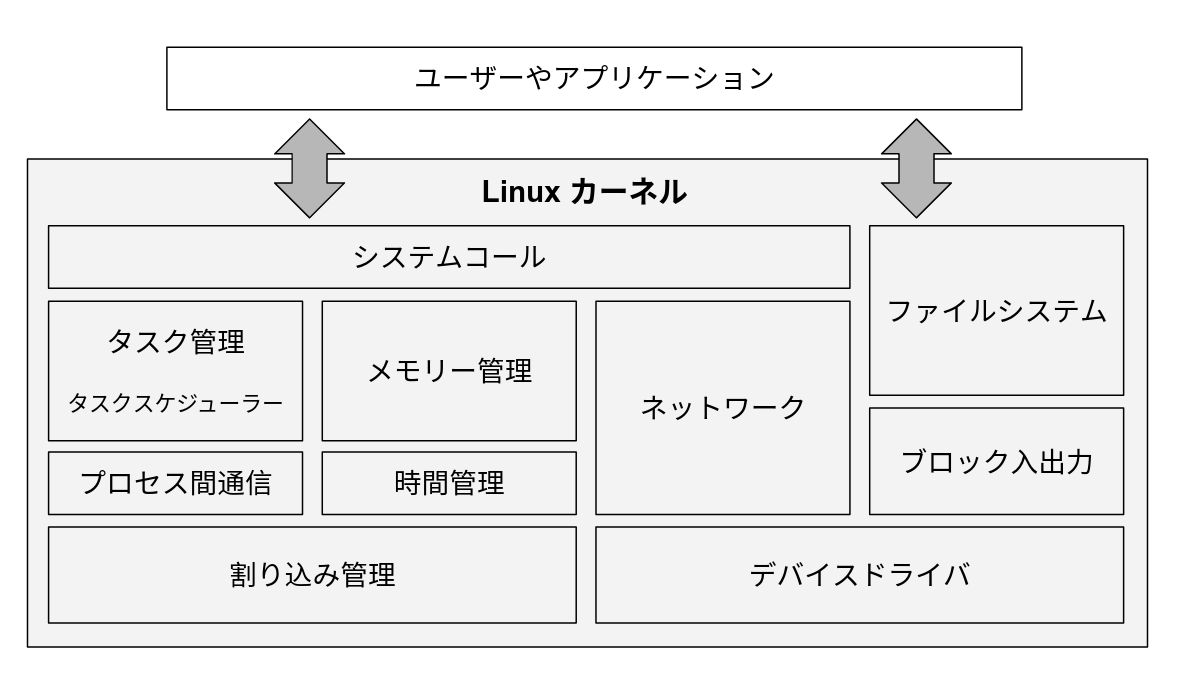 ユーザーやアプリケーション
Linux カーネル
システムコール
ファイルシステム
タスク管理
タスクスケジューラー
メモリー管理
ネットワーク
ブロック入出力
プロセス間通信
時間管理
割り込み管理
デバイスドライバ